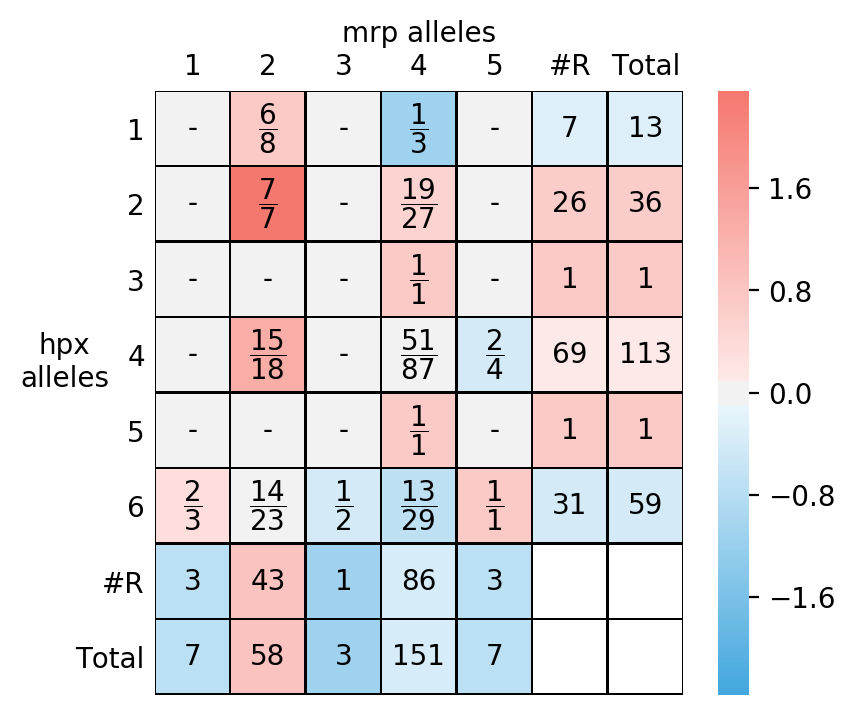 mrp alleles
1 2 3 4 5 #R Total
1 - 6/8 - 1/3 - 7 13
2 - 7/7 - 19/27 - 26 36
3 - - - 1/1 - 1 1
hpx alleles
4 - 15/18 - 51/87 2/4 69 113
5 - - - 1/1 - 1 1
6 2/3 14/23 1/2 13/29 1/1 31 59
#R 3 43 1 86 3
Total 7 58 3 151 7
1.6
0.8
0.0
−0.8
−1.6